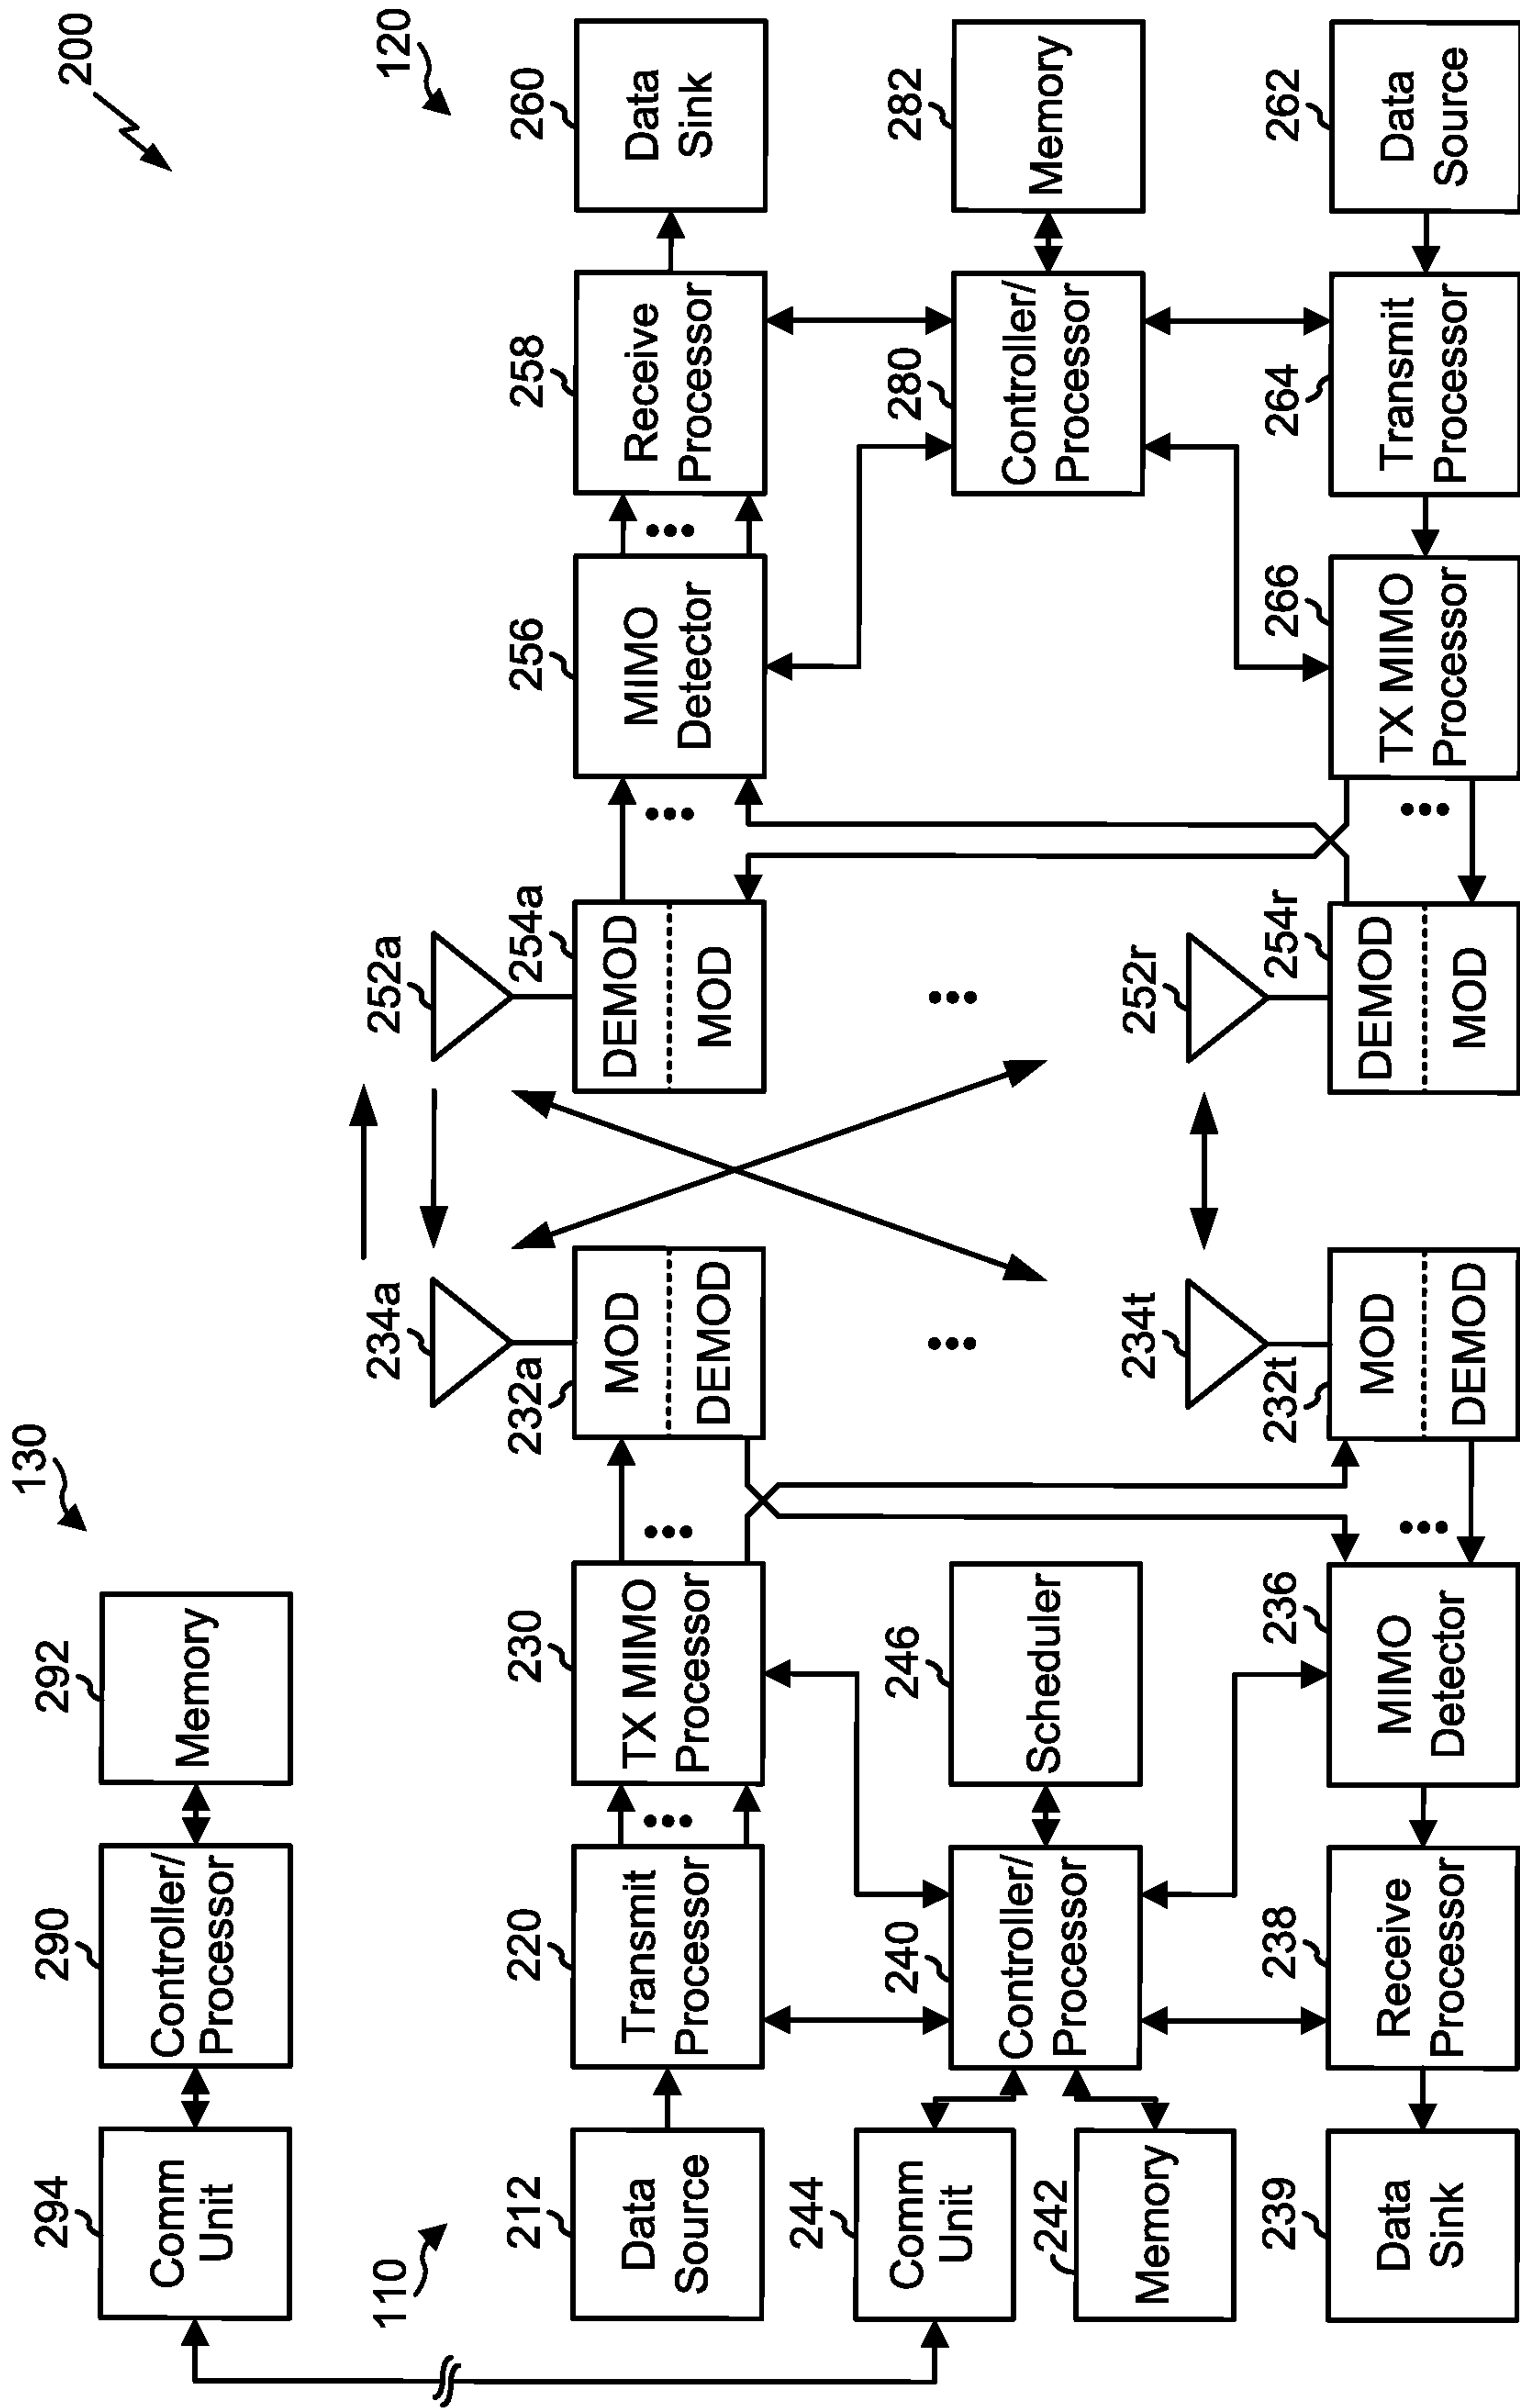 200
130
294
Comm
Unit
290
Controller/
Processor
292
Memory
110
120
212
Data
Source
220
Transmit
Processor
230
TX MIMO
Processor
232a
MOD
DEMOD
234a
252a
254a
DEMOD
MOD
256
MIMO
Detector
258
Receive
Processor
260
Data
Sink
244
Comm
Unit
242
Memory
240
Controller/
Processor
246
Scheduler
280
Controller/
Processor
282
Memory
239
Data
Sink
238
Receive
Processor
236
MIMO
Detector
232t
MOD
DEMOD
234t
252r
254r
DEMOD
MOD
266
TX MIMO
Processor
264
Transmit
Processor
262
Data
Source